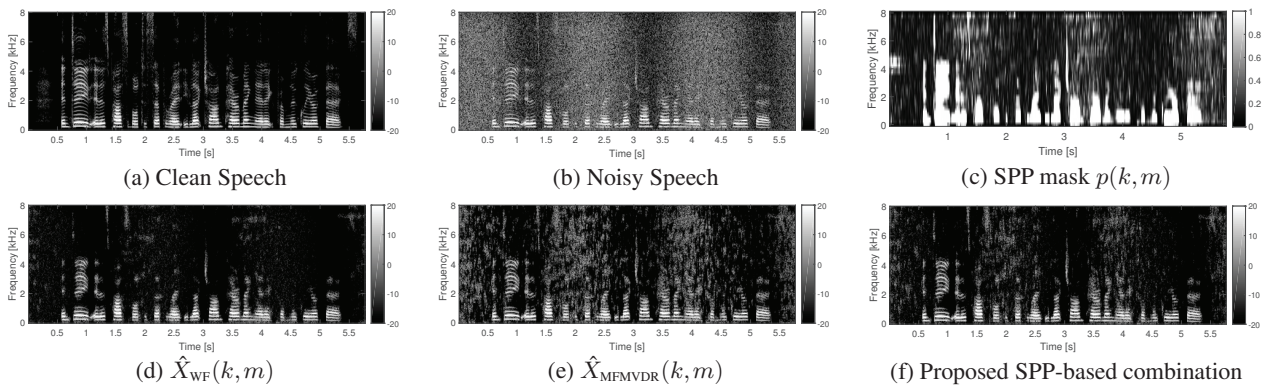 Frequency [kHz]
8
6
4
2
0
0.5 1 1.5 2 2.5 3 3.5 4 4.5 5 5.5
Time [s]
20
10
0
-10
-20
(a) Clean Speech
Frequency [kHz]
8
6
4
2
0
0.5 1 1.5 2 2.5 3 3.5 4 4.5 5 5.5
Time [s]
20
10
0
-10
-20
(b) Noisy Speech
Frequency [kHz]
8
6
4
2
0
1 2 3 4 5
Time [s]
1
0.8
0.6
0.4
0.2
0
(c) SPP mask p(k, m)
Frequency [kHz]
8
6
4
2
0
0.5 1 1.5 2 2.5 3 3.5 4 4.5 5 5.5
Time [s]
20
10
0
-10
-20
(d) X̂WF(k, m)
Frequency [kHz]
8
6
4
2
0
0.5 1 1.5 2 2.5 3 3.5 4 4.5 5 5.5
Time [s]
20
10
0
-10
-20
(e) X̂MFMVDR(k, m)
Frequency [kHz]
8
6
4
2
0
0.5 1 1.5 2 2.5 3 3.5 4 4.5 5 5.5
Time [s]
20
10
0
-10
-20
(f) Proposed SPP-based combination